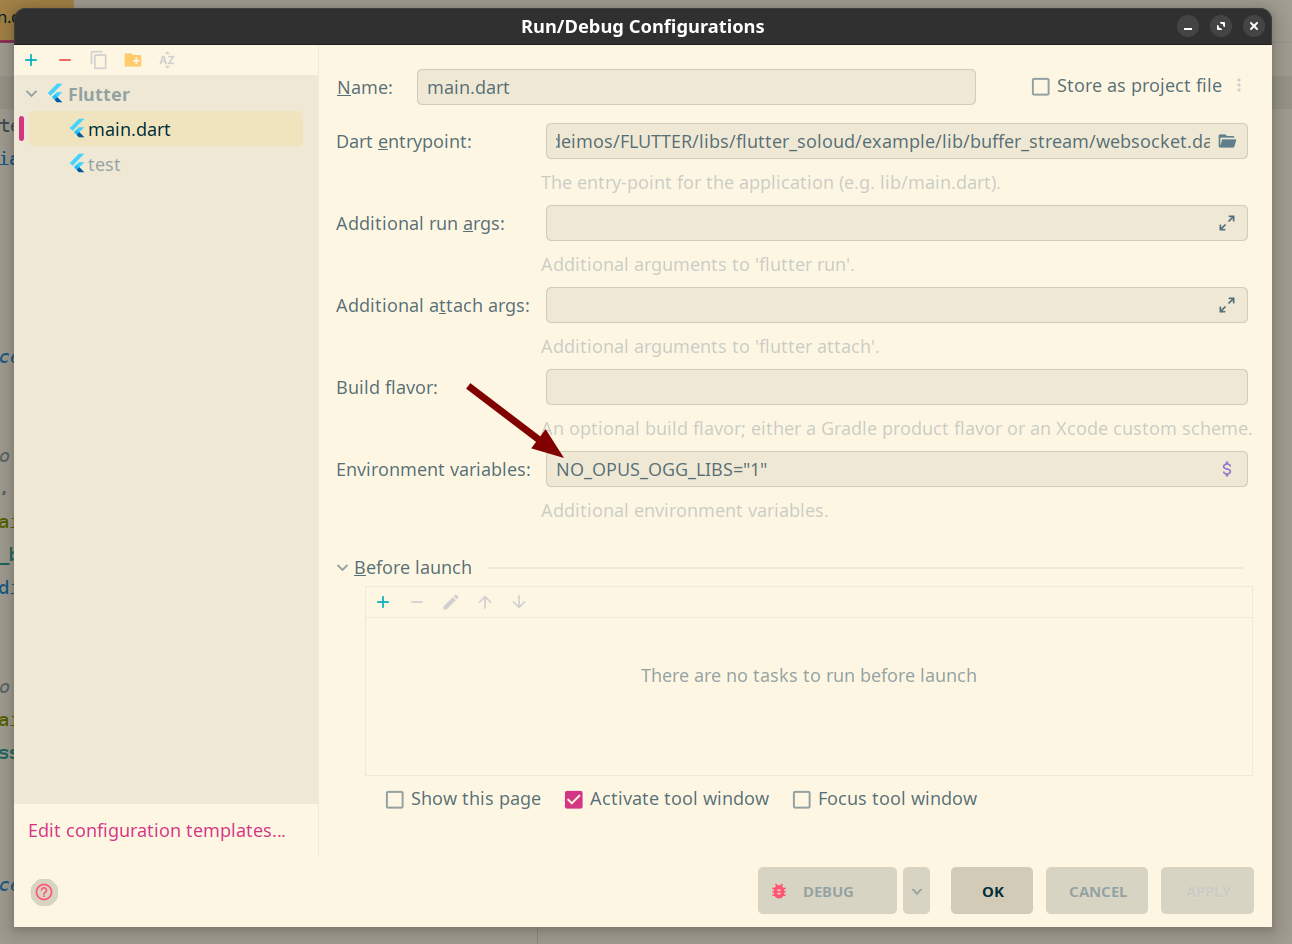 Run/Debug Configurations
Flutter
main.dart
test
Edit configuration templates...
Name:
main.dart
Store as project file
Dart entrypoint:
deimos/FLUTTER/libs/flutter_soloud/example/lib/buffer_stream/websocket.da
The entry-point for the application (e.g. lib/main.dart).
Additional run args:
Additional arguments to 'flutter run'.
Additional attach args:
Additional arguments to 'flutter attach'.
Build flavor:
An optional build flavor; either a Gradle product flavor or an Xcode custom scheme.
Environment variables:
NO_OPUS_OGG_LIBS="1"
Additional environment variables.
Before launch
There are no tasks to run before launch
Show this page
Activate tool window
Focus tool window
DEBUG
OK
CANCEL
APPLY